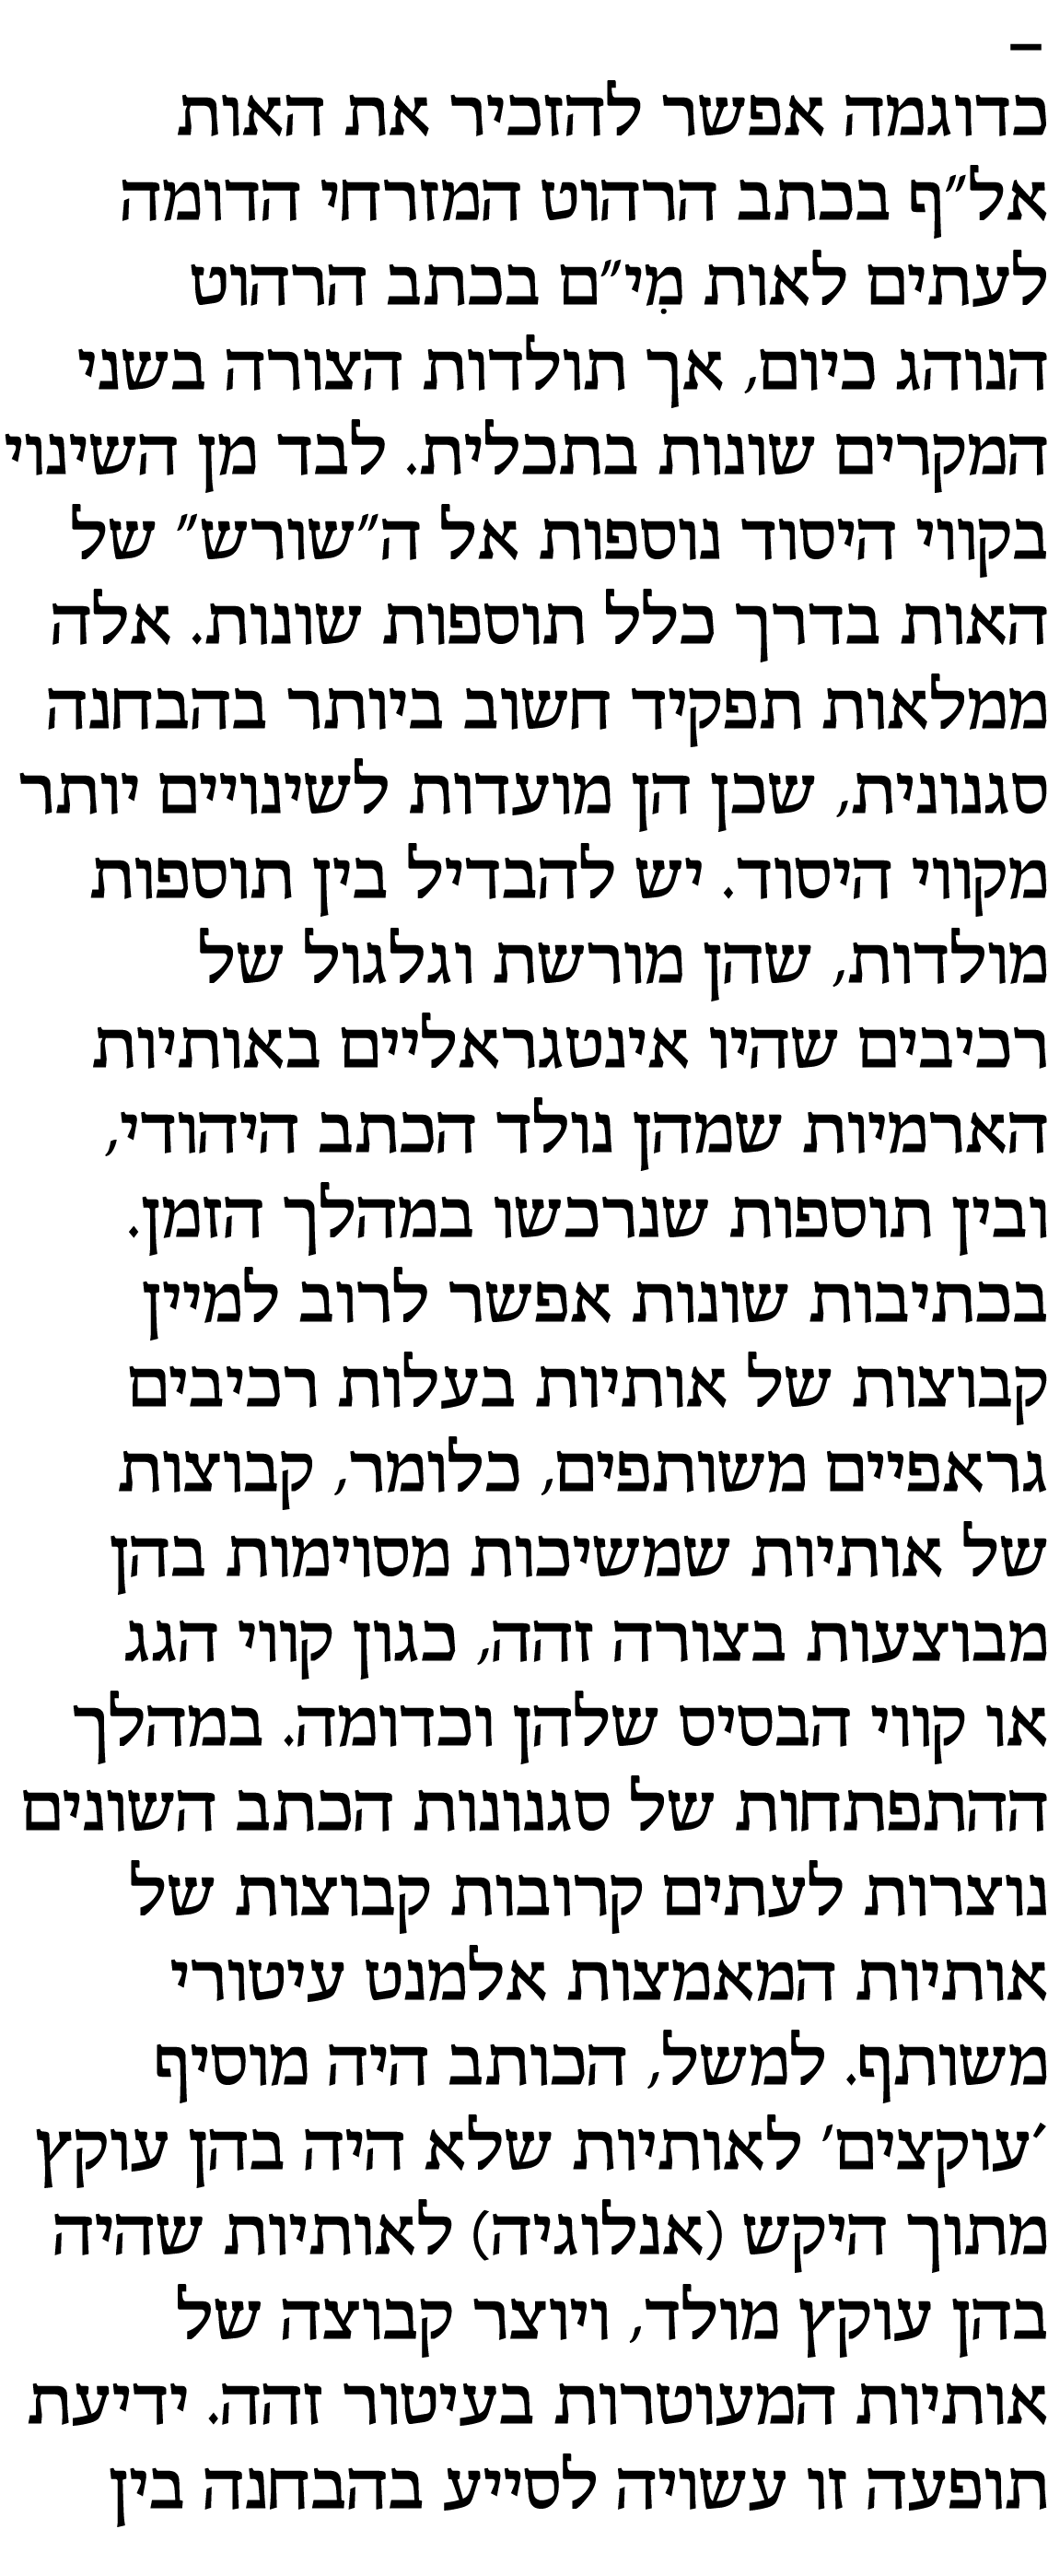 –
כדוגמה אפשר להזכיר את האות
אל״ף בכתב הרהוט המזרחי הדומה
לעתים לאות מִי״ם בכתב הרהוט
הנוהג כיום, אך תולדות הצורה בשני
המקרים שונות בתכלית. לבד מן השינוי
בקווי היסוד נוספות אל ה״שורש״ של
האות בדרך כלל תוספות שונות. אלה
ממלאות תפקיד חשוב ביותר בהבחנה
סגנונית, שכן הן מועדות לשינויים יותר
מקווי היסוד. יש להבדיל בין תוספות
מולדות, שהן מורשת וגלגול של
רכיבים שהיו אינטגראליים באותיות
הארמיות שמהן נולד הכתב היהודי,
ובין תוספות שנרכשו במהלך הזמן.
בכתיבות שונות אפשר לרוב למיין
קבוצות של אותיות בעלות רכיבים
גראפיים משותפים, כלומר, קבוצות
של אותיות שמשיכות מסוימות בהן
מבוצעות בצורה זהה, כגון קווי הגג
או קווי הבסיס שלהן וכדומה. במהלך
ההתפתחות של סגנונות הכתב השונים
נוצרות לעתים קרובות קבוצות של
אותיות המאמצות אלמנט עיטורי
משותף. למשל, הכותב היה מוסיף
׳עוקצים׳ לאותיות שלא היה בהן עוקץ
מתוך היקש (אנלוגיה) לאותיות שהיה
בהן עוקץ מולד, ויוצר קבוצה של
אותיות המעוטרות בעיטור זהה. ידיעת
תופעה זו עשויה לסייע בהבחנה בין